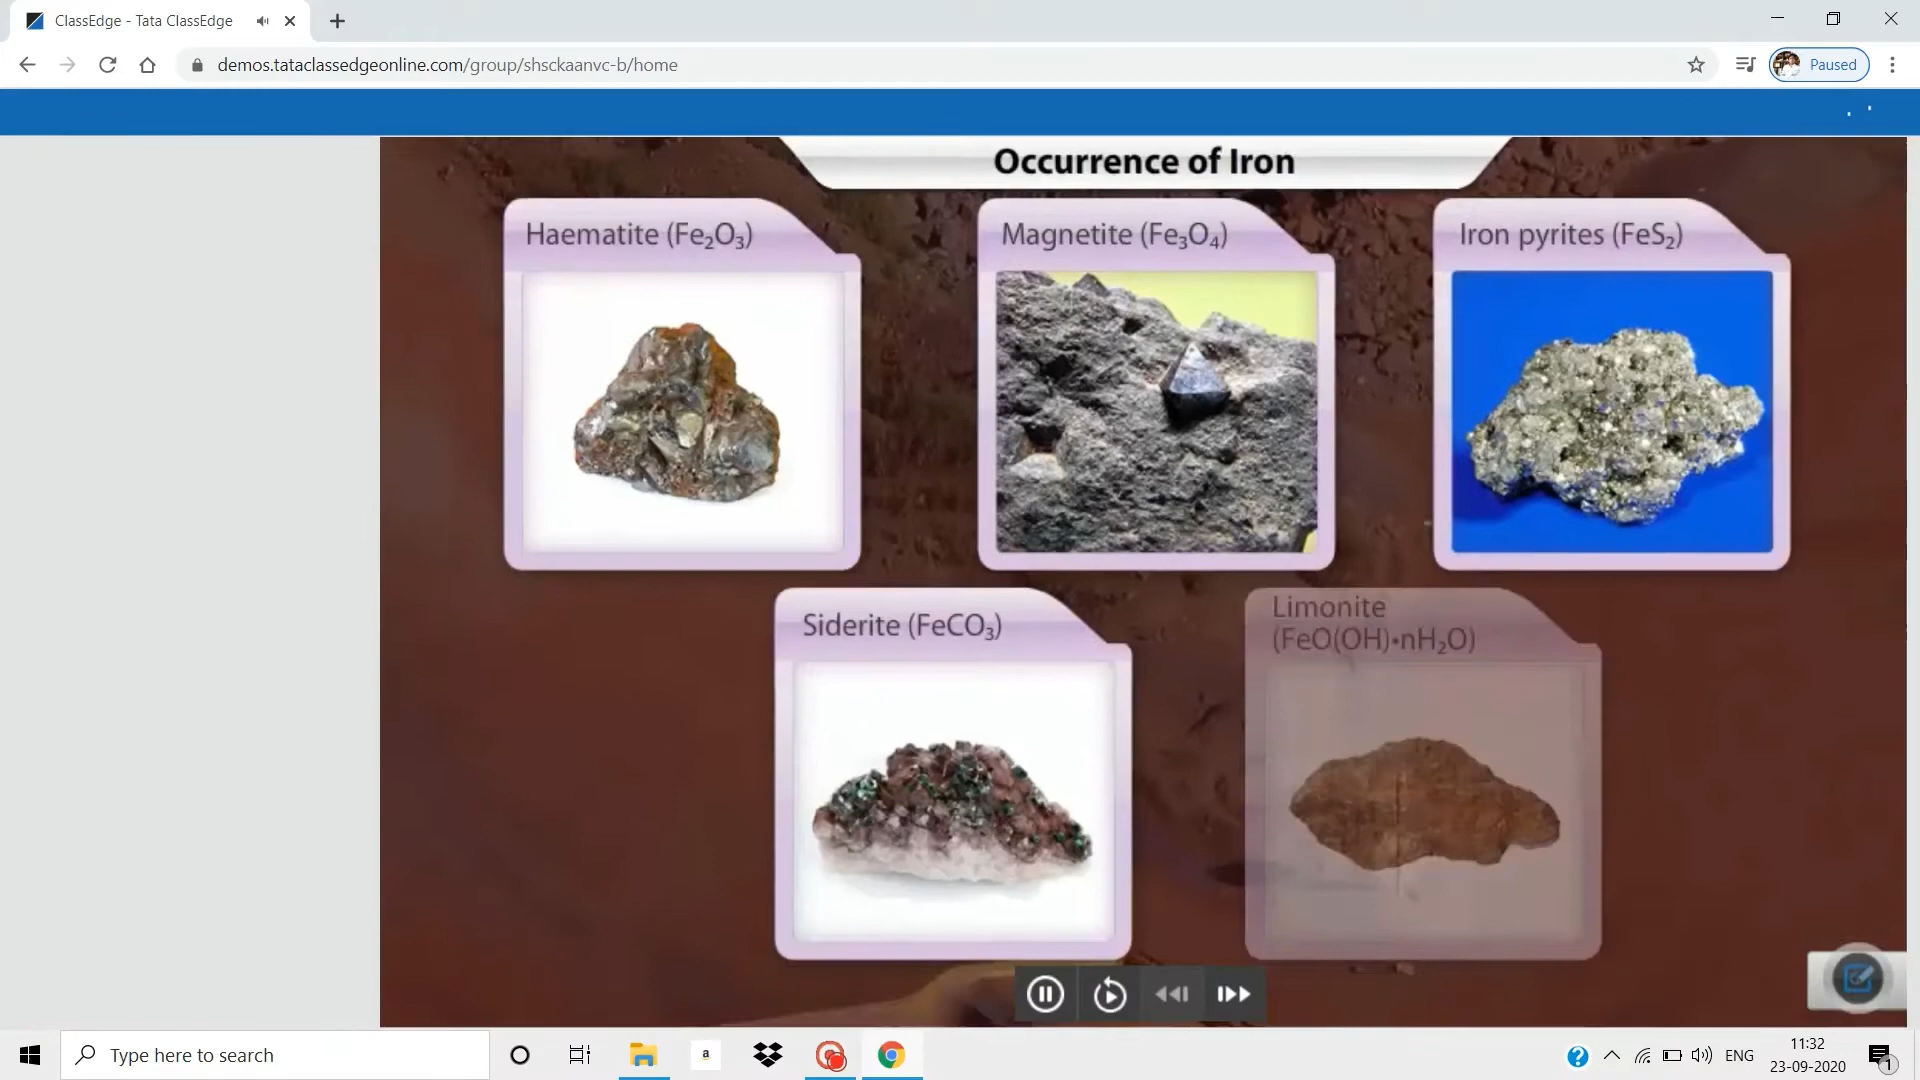 ClassEdge - Tata ClassEdge
demos.tataclassedgeonline.com/group/shsckaanvc-b/home
Paused
Occurrence of Iron
Haematite (Fe₂O₃)
Magnetite (Fe₃O₄)
Iron pyrites (FeS₂)
Siderite (FeCO₃)
Limonite
(FeO(OH)•nH₂O)
Type here to search
a
ENG
11:32
23-09-2020
1